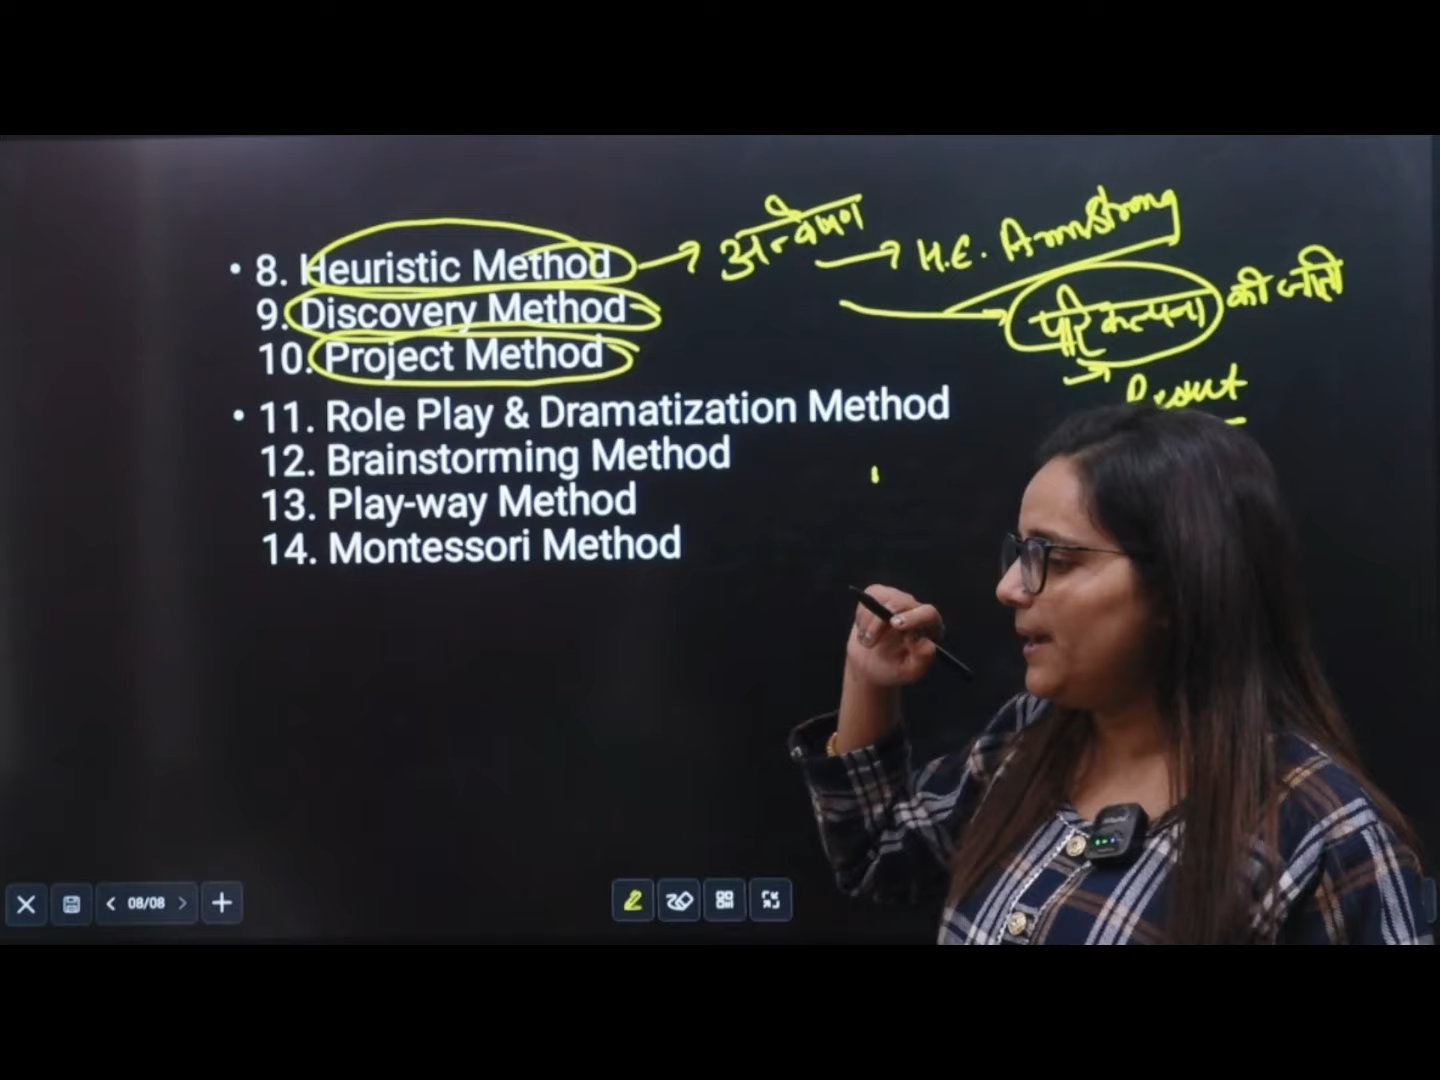 • 8. Heuristic Method → अन्वेषण → H.E. Armstrong
9. Discovery Method → परिकल्पना की जाती
10. Project Method → Result
• 11. Role Play & Dramatization Method
12. Brainstorming Method
13. Play-way Method
14. Montessori Method
08/08